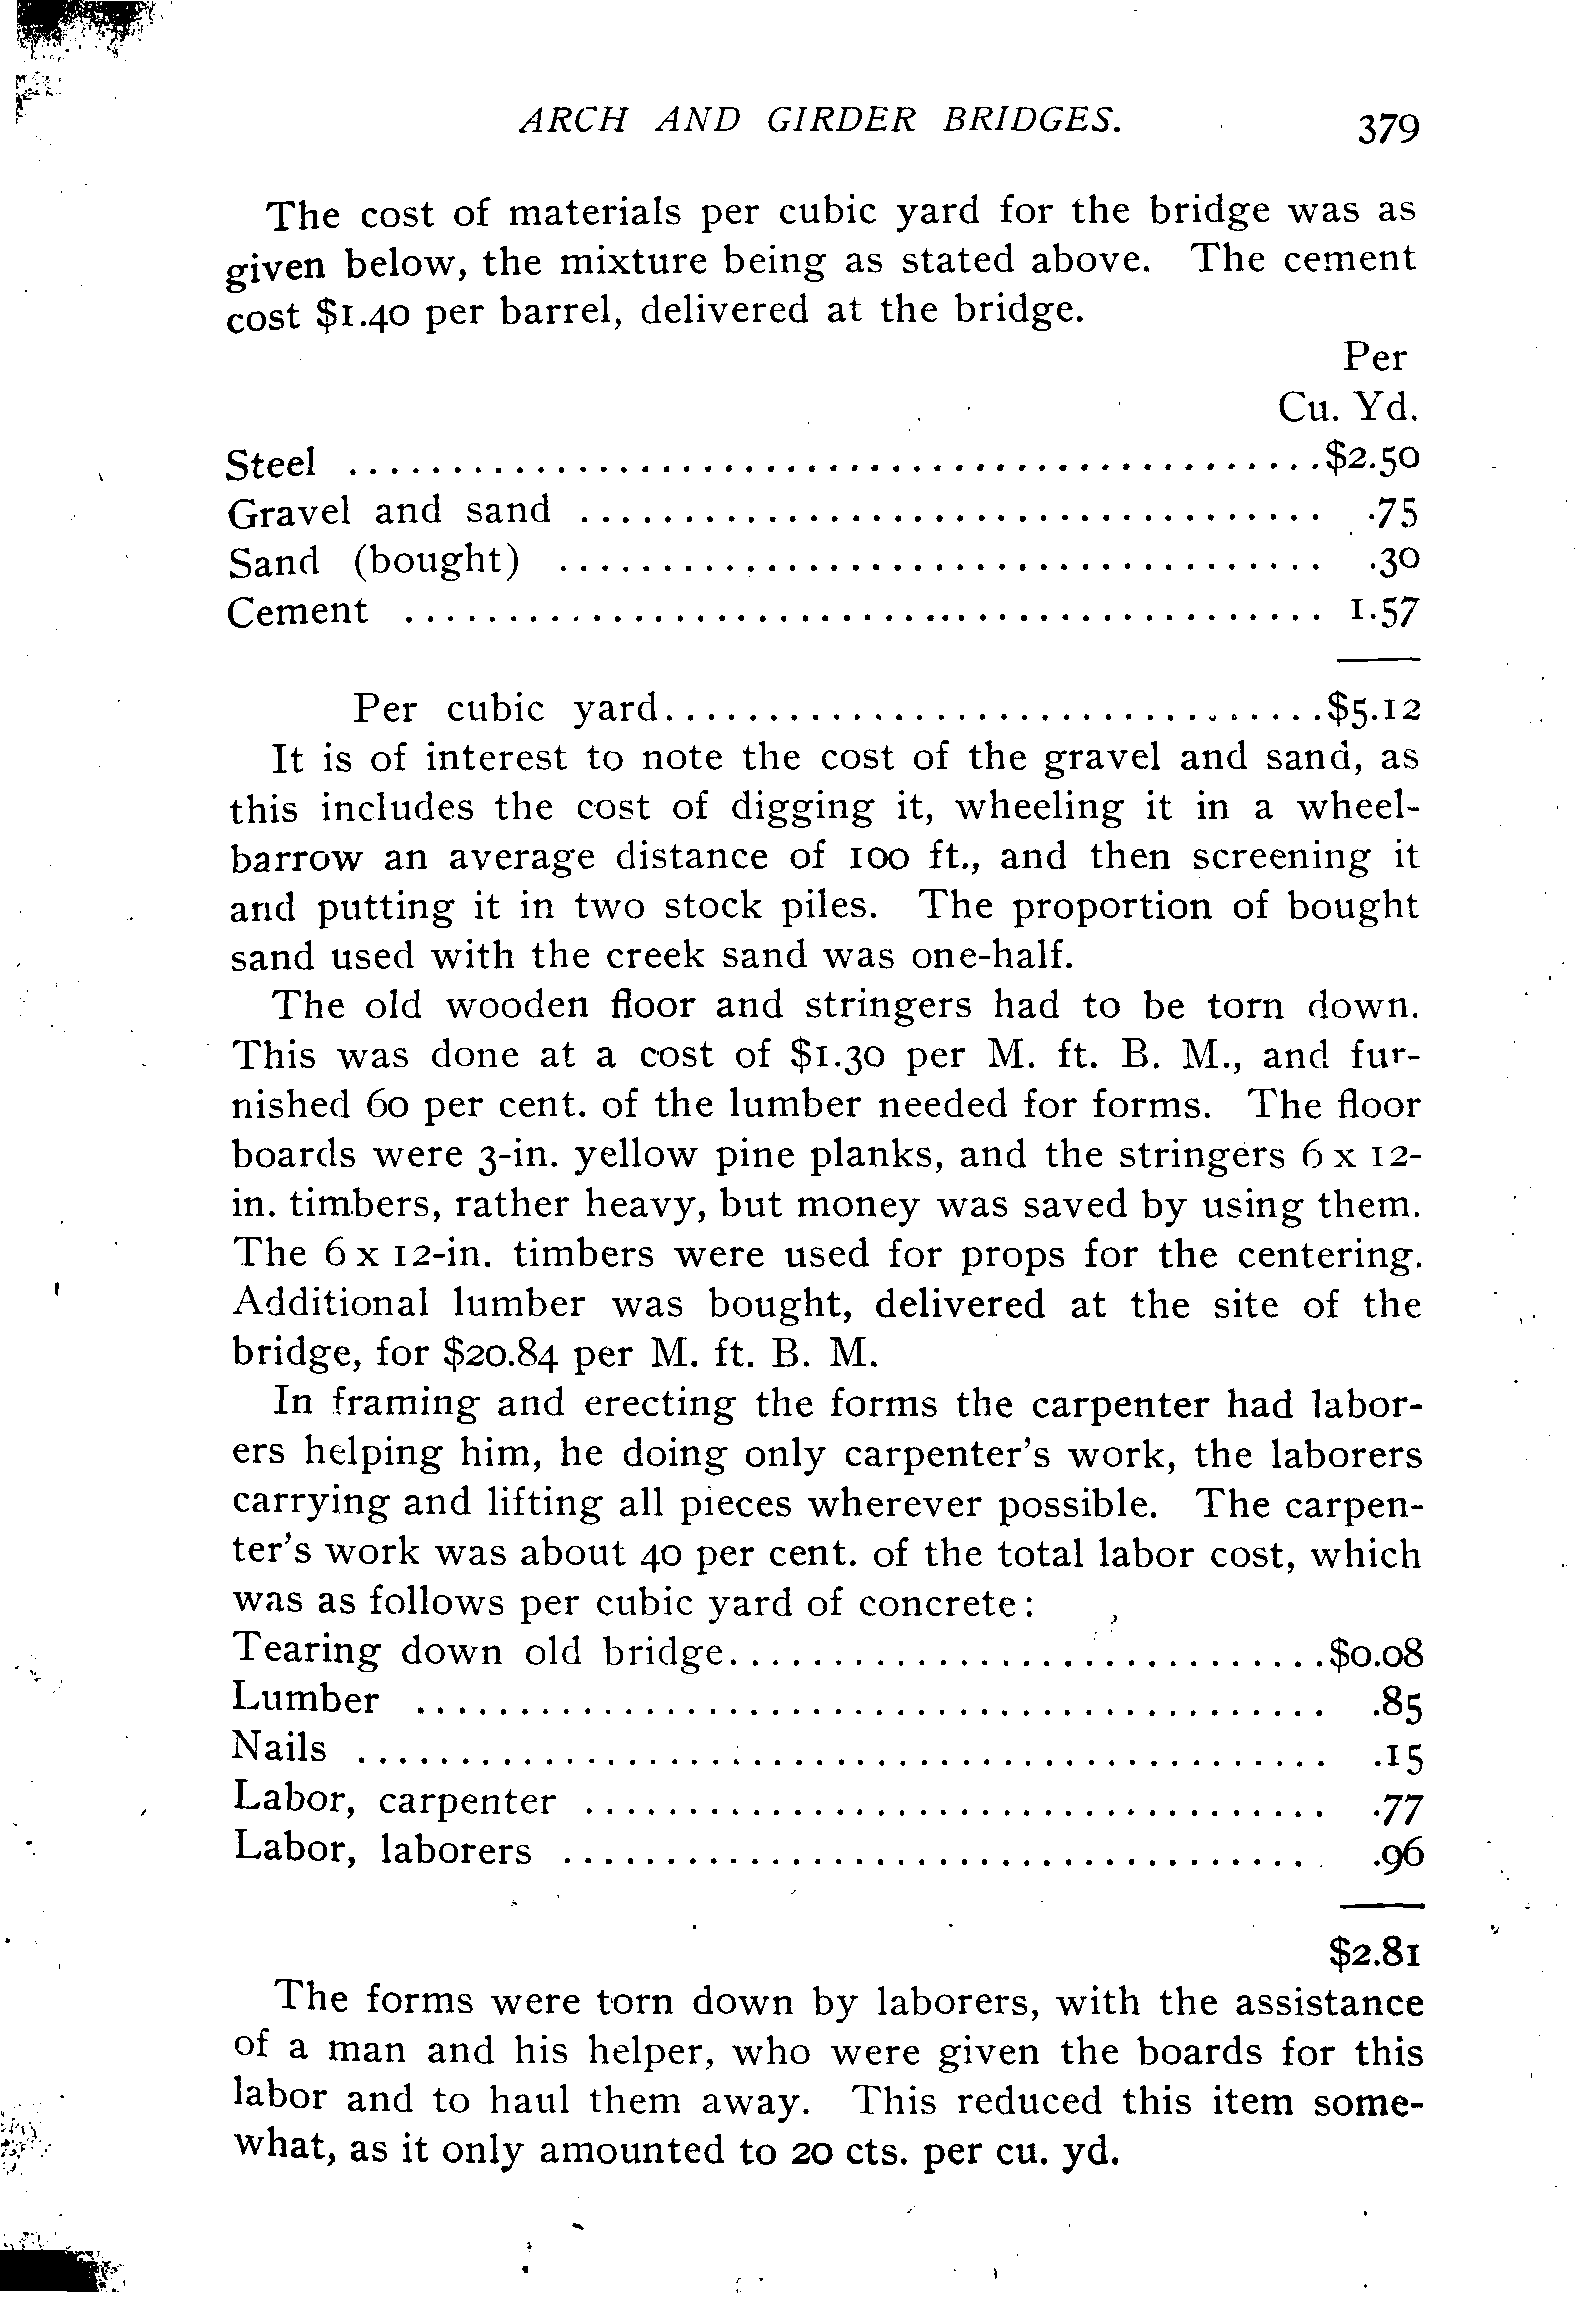 ARCH AND GIRDER BRIDGES. 379
The cost of materials per cubic yard for the bridge was as
given below, the mixture being as stated above. The cement
cost $1.40 per barrel, delivered at the bridge.
Per
Cu. Yd.
Steel ................................................$2.50
Gravel and sand .................................... .75
Sand (bought) ..................................... .30
Cement ............................................ 1.57
Per cubic yard................................$5.12
It is of interest to note the cost of the gravel and sand, as
this includes the cost of digging it, wheeling it in a wheel-
barrow an average distance of 100 ft., and then screening it
and putting it in two stock piles. The proportion of bought
sand used with the creek sand was one-half.
The old wooden floor and stringers had to be torn down.
This was done at a cost of $1.30 per M. ft. B. M., and fur-
nished 60 per cent. of the lumber needed for forms. The floor
boards were 3-in. yellow pine planks, and the stringers 6 x 12-
in. timbers, rather heavy, but money was saved by using them.
The 6 x 12-in. timbers were used for props for the centering.
Additional lumber was bought, delivered at the site of the
bridge, for $20.84 per M. ft. B. M.
In framing and erecting the forms the carpenter had labor-
ers helping him, he doing only carpenter's work, the laborers
carrying and lifting all pieces wherever possible. The carpen-
ter's work was about 40 per cent. of the total labor cost, which
was as follows per cubic yard of concrete:
Tearing down old bridge.............................$0.08
Lumber ............................................ .85
Nails ............................................... .15
Labor, carpenter .................................... .77
Labor, laborers ..................................... .96
$2.81
The forms were torn down by laborers, with the assistance
of a man and his helper, who were given the boards for this
labor and to haul them away. This reduced this item some-
what, as it only amounted to 20 cts. per cu. yd.